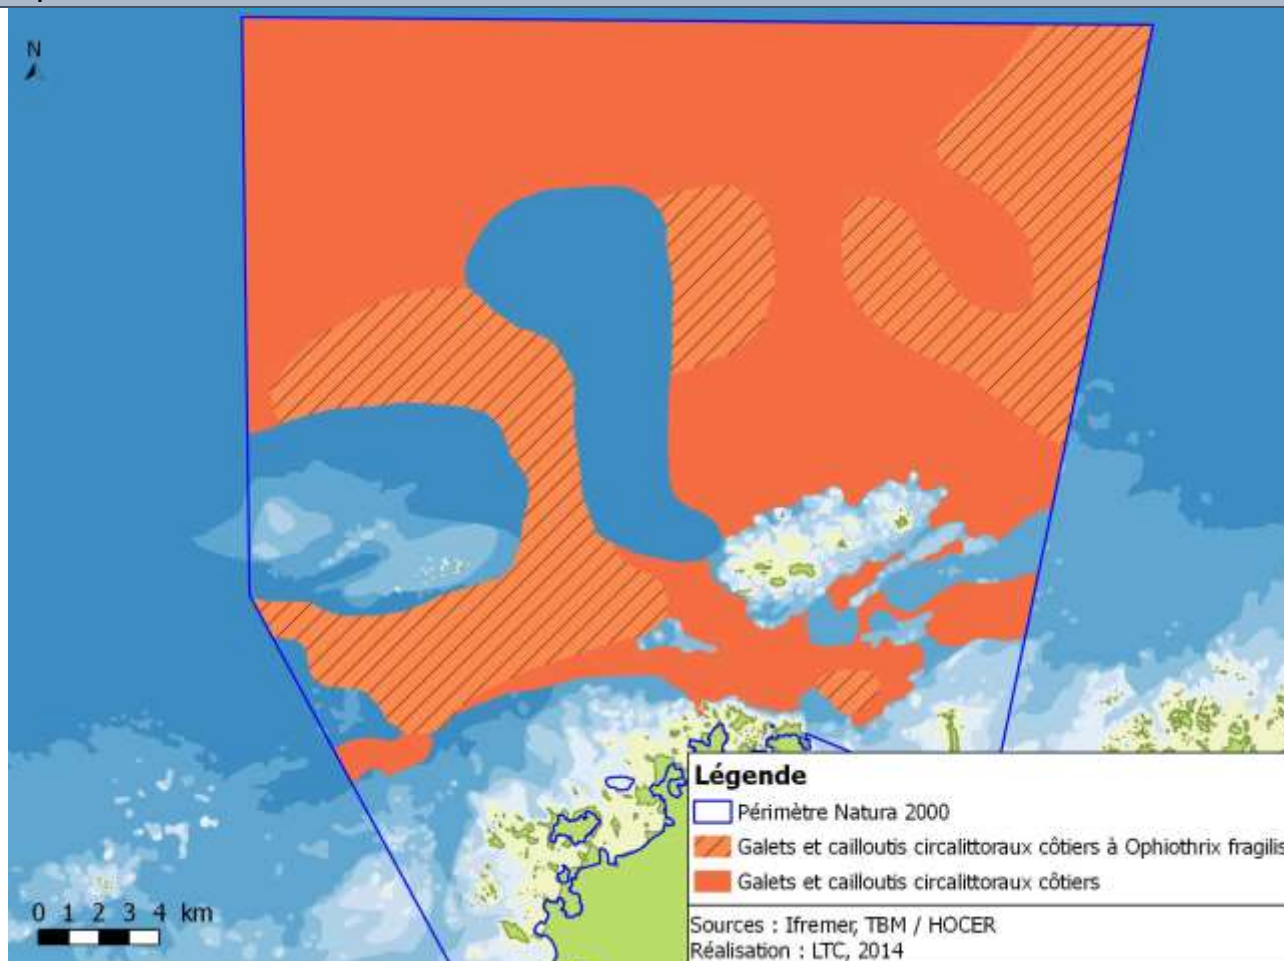 N
0 1 2 3 4 km
Légende
Périmètre Natura 2000
Galets et cailloutis circalittoraux côtiers à Ophiothrix fragilis
Galets et cailloutis circalittoraux côtiers
Sources : Ifremer, TBM / HOCER
Réalisation : LTC, 2014